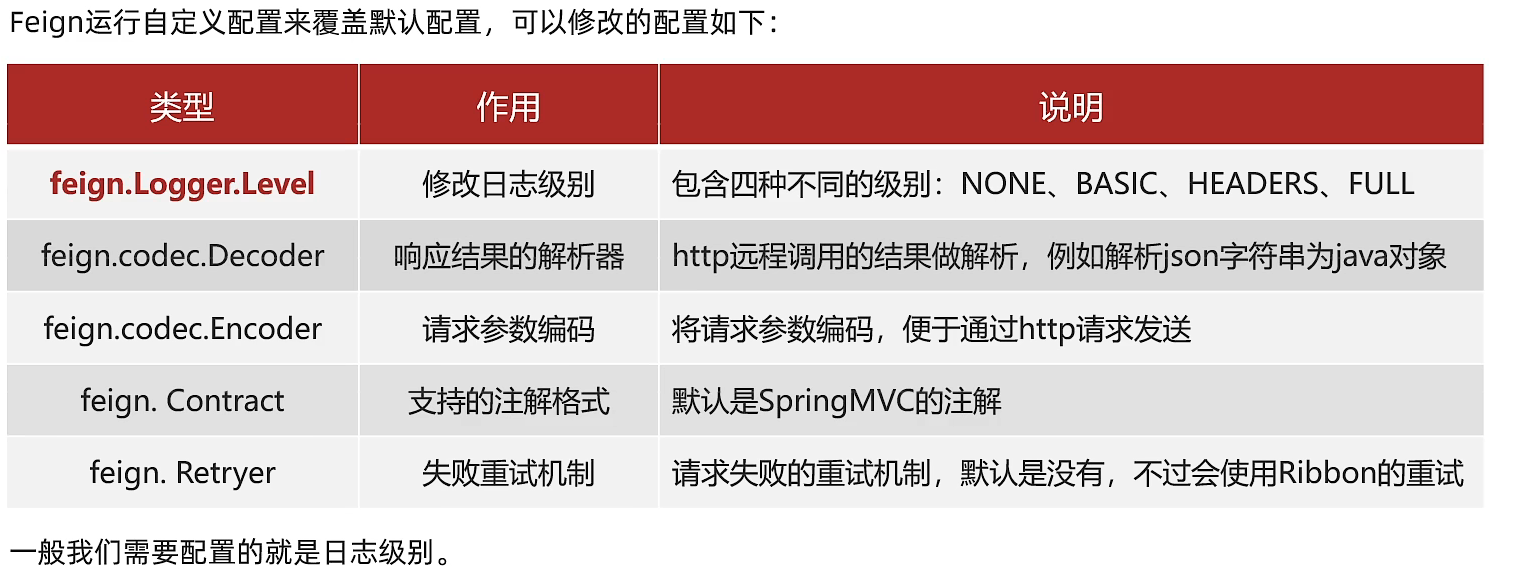 Feign运行自定义配置来覆盖默认配置，可以修改的配置如下：
类型 作用 说明
feign.Logger.Level 修改日志级别 包含四种不同的级别：NONE、BASIC、HEADERS、FULL
feign.codec.Decoder 响应结果的解析器 http远程调用的结果做解析，例如解析json字符串为java对象
feign.codec.Encoder 请求参数编码 将请求参数编码，便于通过http请求发送
feign. Contract 支持的注解格式 默认是SpringMVC的注解
feign. Retryer 失败重试机制 请求失败的重试机制，默认是没有，不过会使用Ribbon的重试
一般我们需要配置的就是日志级别。